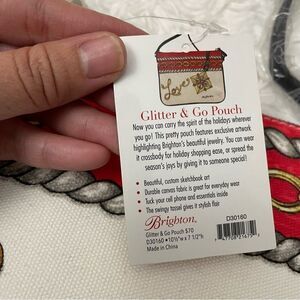 Love
Glitter & Go Pouch
Now you can carry the spirit of the holidays wherever
you go! This pretty pouch features exclusive artwork
highlighting Brighton's beautiful jewelry. You can wear
it crossbody for holiday shopping ease, or spread the
season's joys by giving it to someone special!
• Beautiful, custom sketchbook art
• Durable canvas fabric is great for everyday wear
• Tuck your cell phone and essentials inside
• The swingy tassel gives it stylish flair
Brighton.
Glitter & Go Pouch $70
D30160 • 10½"w x 7 1/2"h
Made in China
D30160